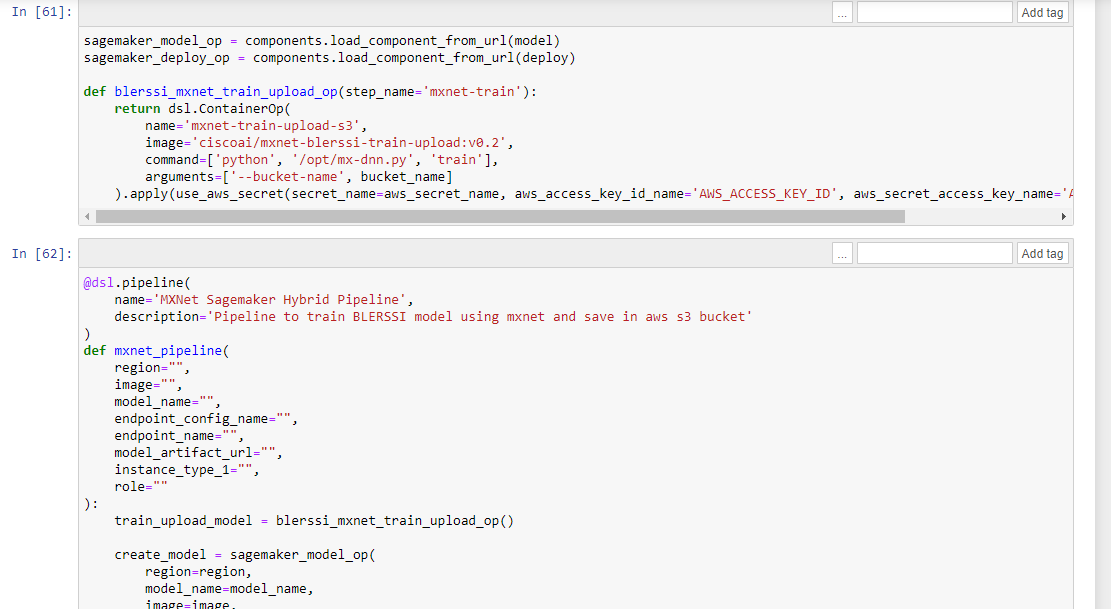 In [61]:
... Add tag
sagemaker_model_op = components.load_component_from_url(model)
sagemaker_deploy_op = components.load_component_from_url(deploy)
def blerssi_mxnet_train_upload_op(step_name='mxnet-train'):
    return dsl.ContainerOp(
        name='mxnet-train-upload-s3',
        image='ciscoai/mxnet-blerssi-train-upload:v0.2',
        command=['python', '/opt/mx-dnn.py', 'train'],
        arguments=['--bucket-name', bucket_name]
    ).apply(use_aws_secret(secret_name=aws_secret_name, aws_access_key_id_name='AWS_ACCESS_KEY_ID', aws_secret_access_key_name='A
In [62]:
... Add tag
@dsl.pipeline(
    name='MXNet Sagemaker Hybrid Pipeline',
    description='Pipeline to train BLERSSI model using mxnet and save in aws s3 bucket'
)
def mxnet_pipeline(
    region="",
    image="",
    model_name="",
    endpoint_config_name="",
    endpoint_name="",
    model_artifact_url="",
    instance_type_1="",
    role=""
):
    train_upload_model = blerssi_mxnet_train_upload_op()
    create_model = sagemaker_model_op(
        region=region,
        model_name=model_name,
        image=image,